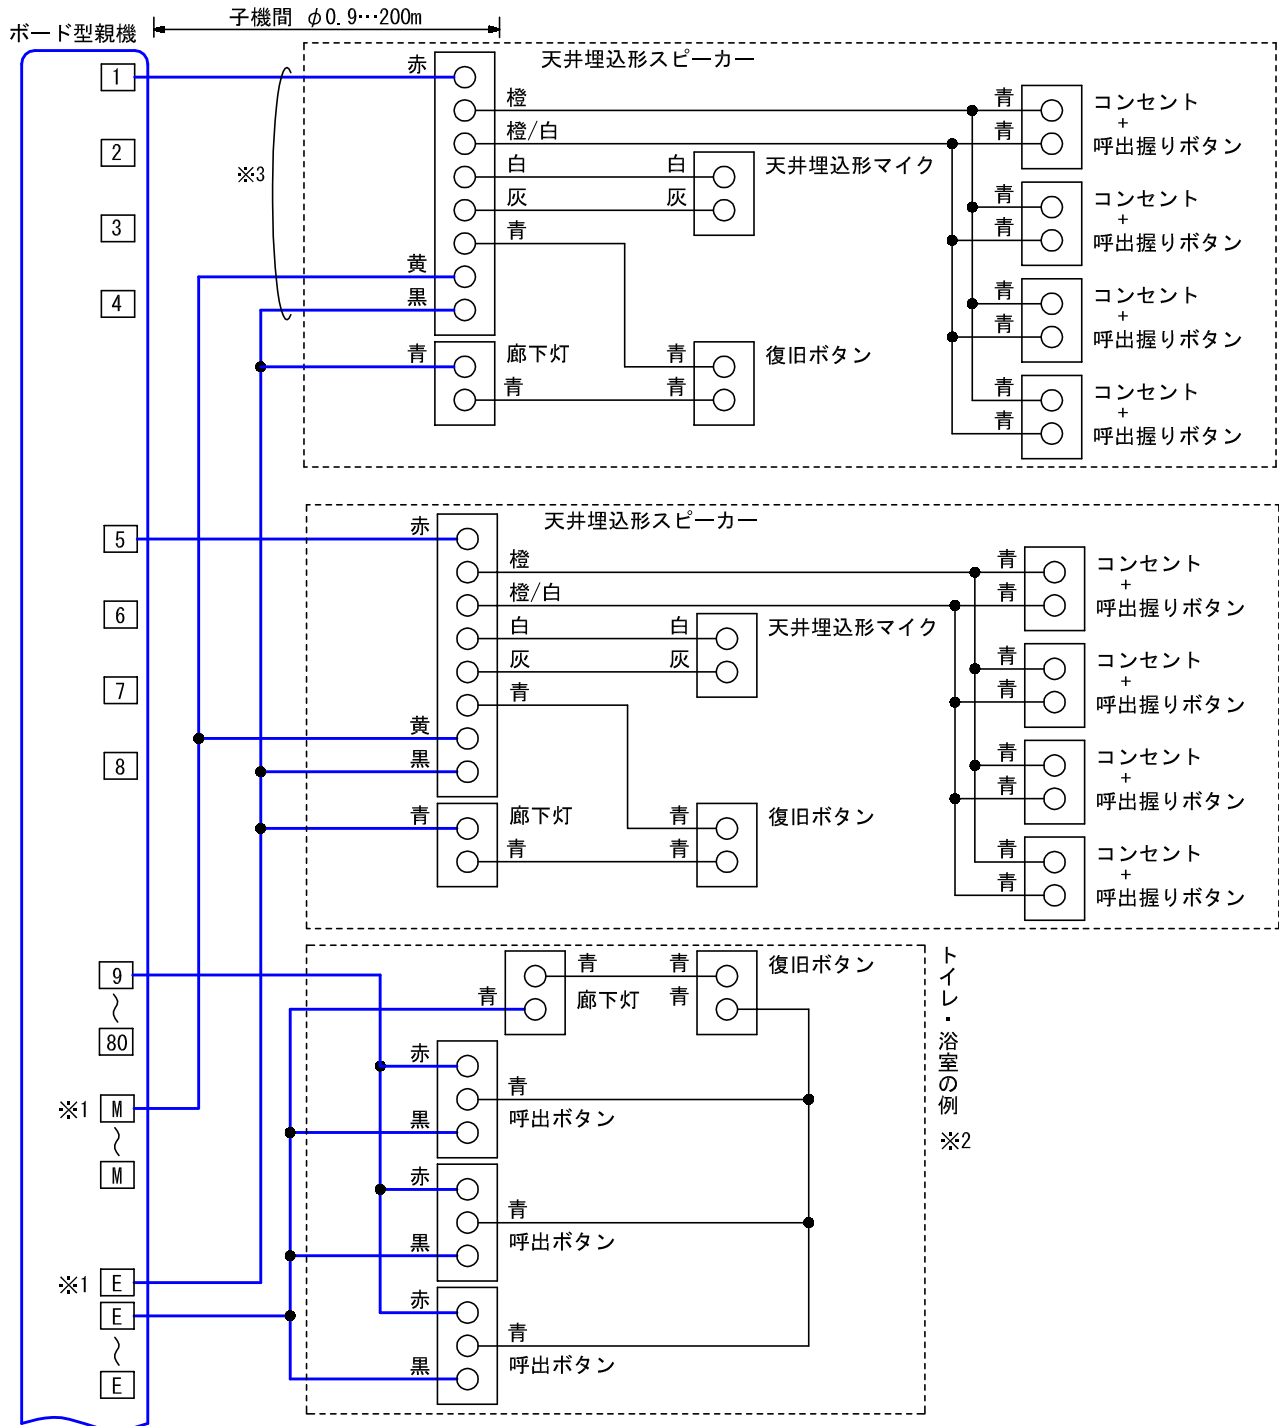 ボード型親機
子機間 φ0.9…200m
1
2
3
4
※3
赤
黄
黒
天井埋込形スピーカー
橙
橙/白
白
灰
青
白
灰
天井埋込形マイク
青
廊下灯
青
青
青
復旧ボタン
青
青
コンセント
+
呼出握りボタン
青
青
コンセント
+
呼出握りボタン
青
青
コンセント
+
呼出握りボタン
青
青
コンセント
+
呼出握りボタン
5
6
7
8
赤
黄
黒
天井埋込形スピーカー
橙
橙/白
白
灰
青
白
灰
天井埋込形マイク
青
廊下灯
青
青
青
復旧ボタン
青
青
コンセント
+
呼出握りボタン
青
青
コンセント
+
呼出握りボタン
青
青
コンセント
+
呼出握りボタン
青
青
コンセント
+
呼出握りボタン
9
〜
80
※1 M
〜
M
※1 E
E
〜
E
青
青
廊下灯
青
青
復旧ボタン
赤
黒
青
呼出ボタン
赤
黒
青
呼出ボタン
赤
黒
青
呼出ボタン
トイレ・浴室の例
※2